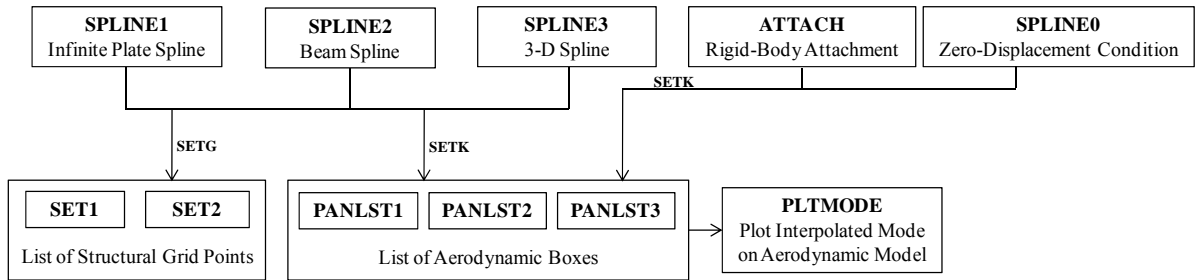 SPLINE1
Infinite Plate Spline
SPLINE2
Beam Spline
SPLINE3
3-D Spline
ATTACH
Rigid-Body Attachment
SPLINE0
Zero-Displacement Condition
SETK
SETG
SETK
SET1
SET2
List of Structural Grid Points
PANLST1
PANLST2
PANLST3
List of Aerodynamic Boxes
PLTMODE
Plot Interpolated Mode
on Aerodynamic Model